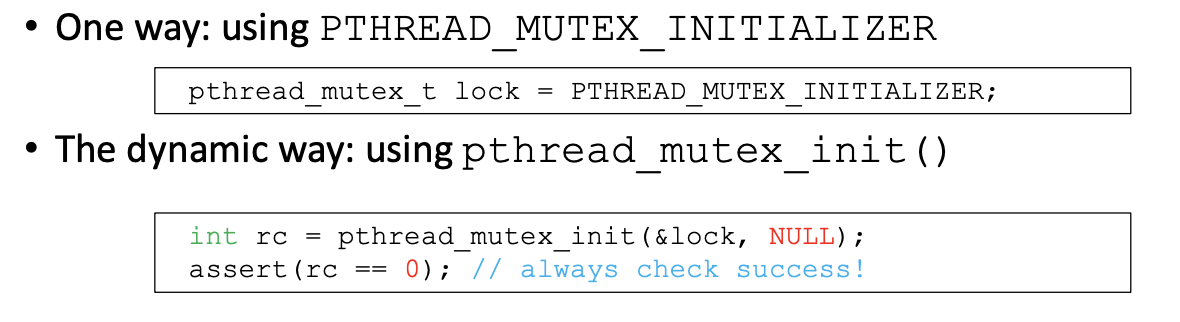 • One way: using PTHREAD_MUTEX_INITIALIZER
pthread_mutex_t lock = PTHREAD_MUTEX_INITIALIZER;
• The dynamic way: using pthread_mutex_init()
int rc = pthread_mutex_init(&lock, NULL);
assert(rc == 0); // always check success!